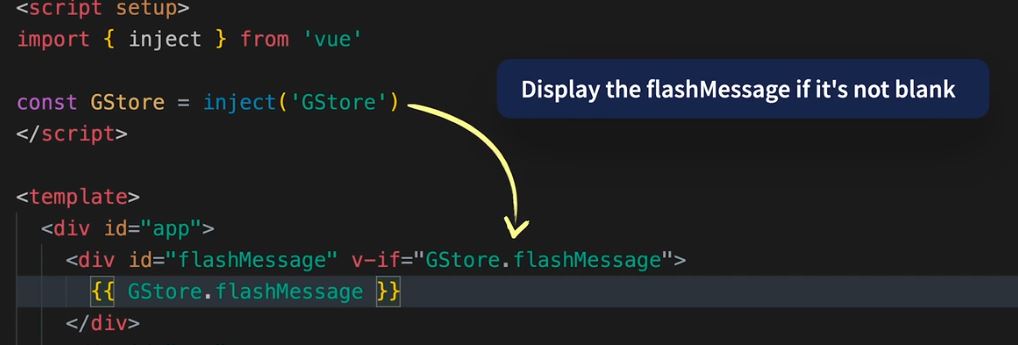 <script setup>
import { inject } from 'vue'
const GStore = inject('GStore')
Display the flashMessage if it's not blank
</script>
<template>
<div id="app">
<div id="flashMessage" v-if="GStore.flashMessage">
{{ GStore.flashMessage }}
</div>